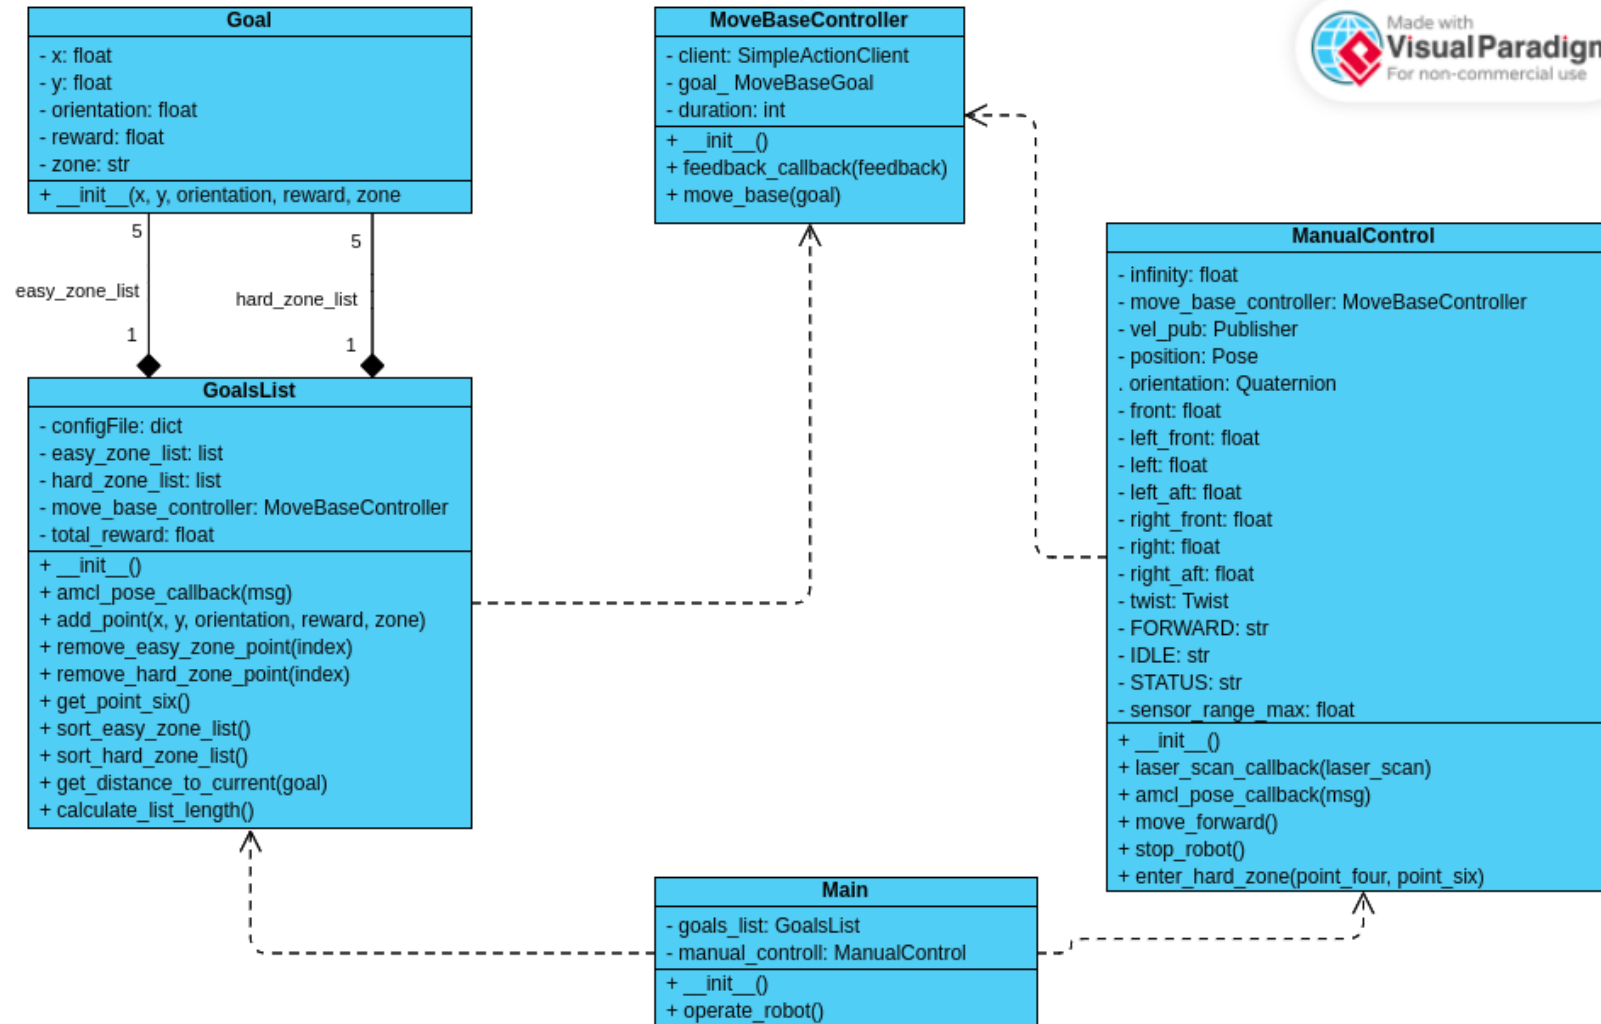 Goal
- x: float
- y: float
- orientation: float
- reward: float
- zone: str
+ __init__(x, y, orientation, reward, zone
5
5
easy_zone_list
hard_zone_list
1
1
GoalsList
- configFile: dict
- easy_zone_list: list
- hard_zone_list: list
- move_base_controller: MoveBaseController
- total_reward: float
+ __init__()
+ amcl_pose_callback(msg)
+ add_point(x, y, orientation, reward, zone)
+ remove_easy_zone_point(index)
+ remove_hard_zone_point(index)
+ get_point_six()
+ sort_easy_zone_list()
+ sort_hard_zone_list()
+ get_distance_to_current(goal)
+ calculate_list_length()
MoveBaseController
- client: SimpleActionClient
- goal_ MoveBaseGoal
- duration: int
+ __init__()
+ feedback_callback(feedback)
+ move_base(goal)
Made with
Visual Paradign
For non-commercial use
ManualControl
- infinity: float
- move_base_controller: MoveBaseController
- vel_pub: Publisher
- position: Pose
. orientation: Quaternion
- front: float
- left_front: float
- left: float
- left_aft: float
- right_front: float
- right: float
- right_aft: float
- twist: Twist
- FORWARD: str
- IDLE: str
- STATUS: str
- sensor_range_max: float
+ __init__()
+ laser_scan_callback(laser_scan)
+ amcl_pose_callback(msg)
+ move_forward()
+ stop_robot()
+ enter_hard_zone(point_four, point_six)
Main
- goals_list: GoalsList
- manual_controll: ManualControl
+ __init__()
+ operate_robot()